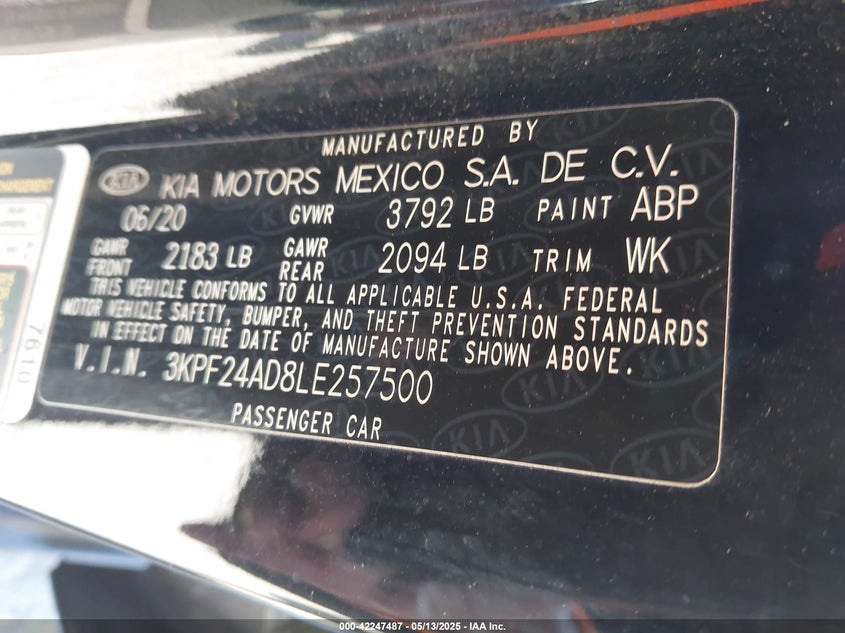 MANUFACTURED BY
KIA KIA MOTORS MEXICO S.A. DE C.V.
06/20 GVWR 3792 LB PAINT ABP
GAWR FRONT 2183 LB GAWR REAR 2094 LB TRIM WK
THIS VEHICLE CONFORMS TO ALL APPLICABLE U.S.A. FEDERAL
MOTOR VEHICLE SAFETY, BUMPER, AND THEFT PREVENTION STANDARDS
IN EFFECT ON THE DATE OF MANUFACTURE SHOWN ABOVE.
V.I.N. 3KPF24AD8LE257500
PASSENGER CAR
7610
000-42247487 - 05/13/2025 - IAA Inc.